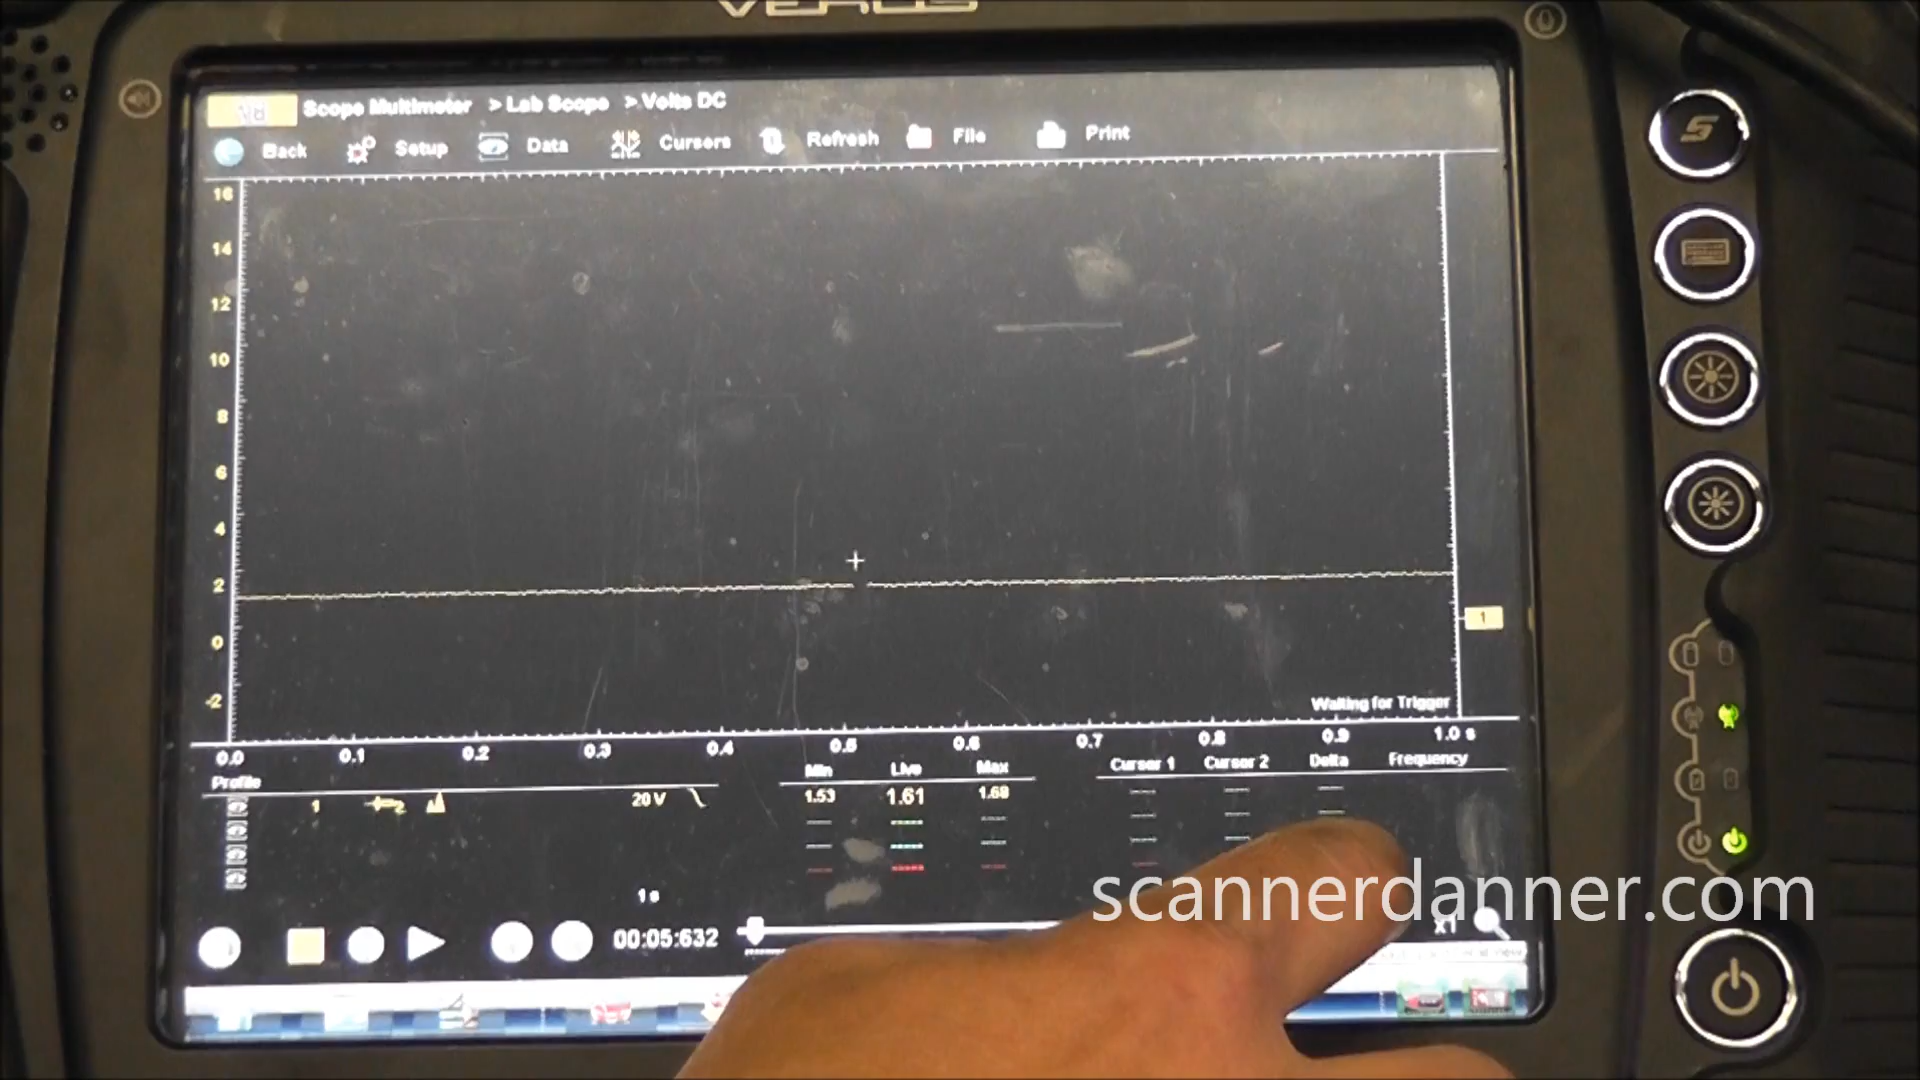 VERUS
Scope Multimeter > Lab Scope > Volts DC
Back Setup Data Cursors Refresh File Print
16
14
12
10
8
6
4
2
0
-2
1
Waiting for Trigger
0.0 0.1 0.2 0.3 0.4 0.5 0.6 0.7 0.8 0.9 1.0 s
Profile Min Live Max Cursor 1 Cursor 2 Delta Frequency
1 20 V 1.53 1.61 1.68
1 s
scannerdanner.com
00:05:632 x1